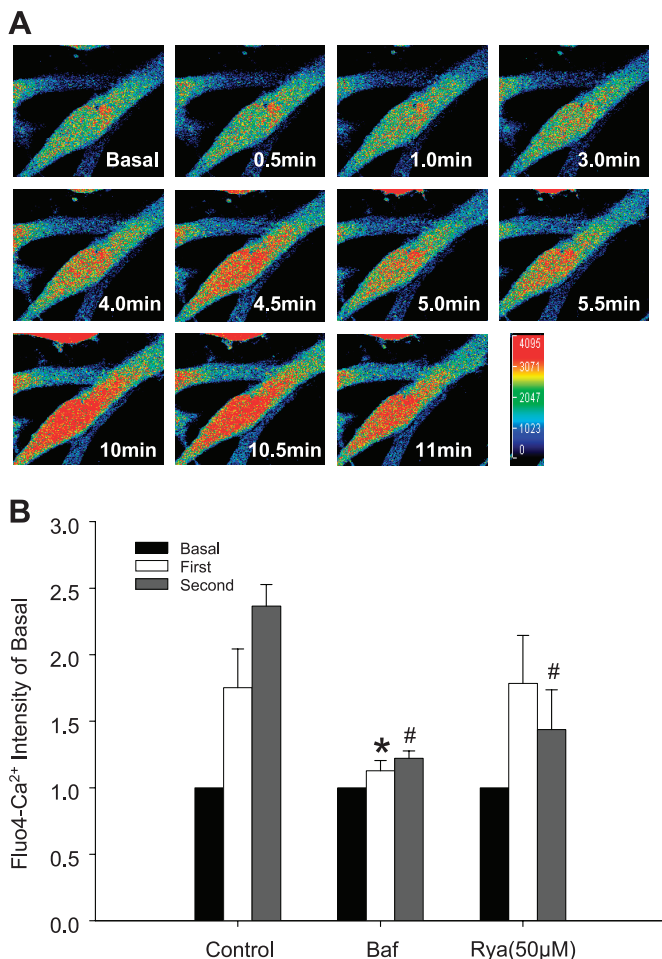 A
Basal
0.5min
1.0min
3.0min
4.0min
4.5min
5.0min
5.5min
10min
10.5min
11min
4095
3071
2047
1023
0
B
Fluo4-Ca²⁺ Intensity of Basal
3.0
2.5
2.0
1.5
1.0
0.5
0.0
Basal
First
Second
*
#
#
Control
Baf
Rya(50µM)